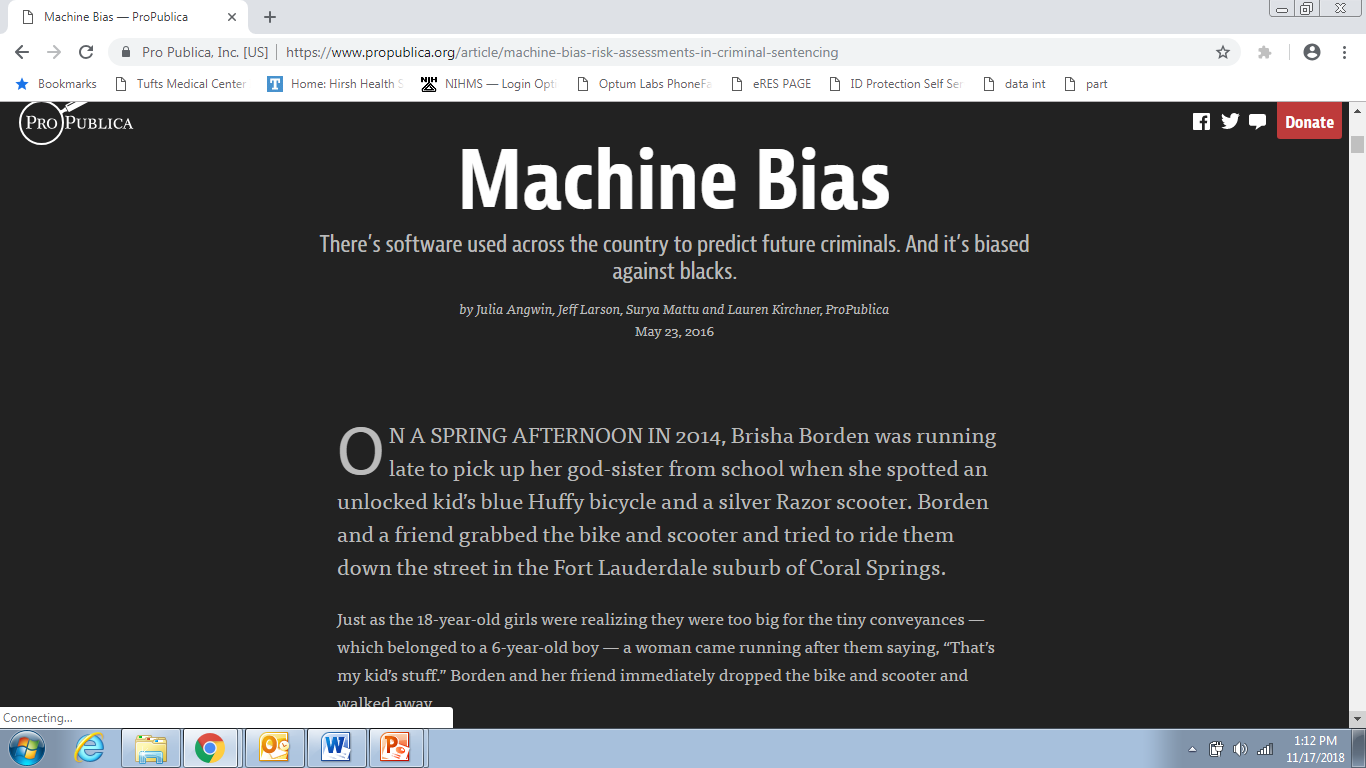 Machine Bias — ProPublica
Pro Publica, Inc. [US] | https://www.propublica.org/article/machine-bias-risk-assessments-in-criminal-sentencing
Bookmarks Tufts Medical Center Home: Hirsh Health S NIHMS — Login Opti Optum Labs PhoneFa eRES PAGE ID Protection Self Ser data int part
PROPUBLICA
Donate
Machine Bias
There’s software used across the country to predict future criminals. And it’s biased
against blacks.
by Julia Angwin, Jeff Larson, Surya Mattu and Lauren Kirchner, ProPublica
May 23, 2016
ON A SPRING AFTERNOON IN 2014, Brisha Borden was running
late to pick up her god-sister from school when she spotted an
unlocked kid’s blue Huffy bicycle and a silver Razor scooter. Borden
and a friend grabbed the bike and scooter and tried to ride them
down the street in the Fort Lauderdale suburb of Coral Springs.
Just as the 18-year-old girls were realizing they were too big for the tiny conveyances —
which belonged to a 6-year-old boy — a woman came running after them saying, “That’s
my kid’s stuff.” Borden and her friend immediately dropped the bike and scooter and
walked away.
Connecting...
1:12 PM
11/17/2018